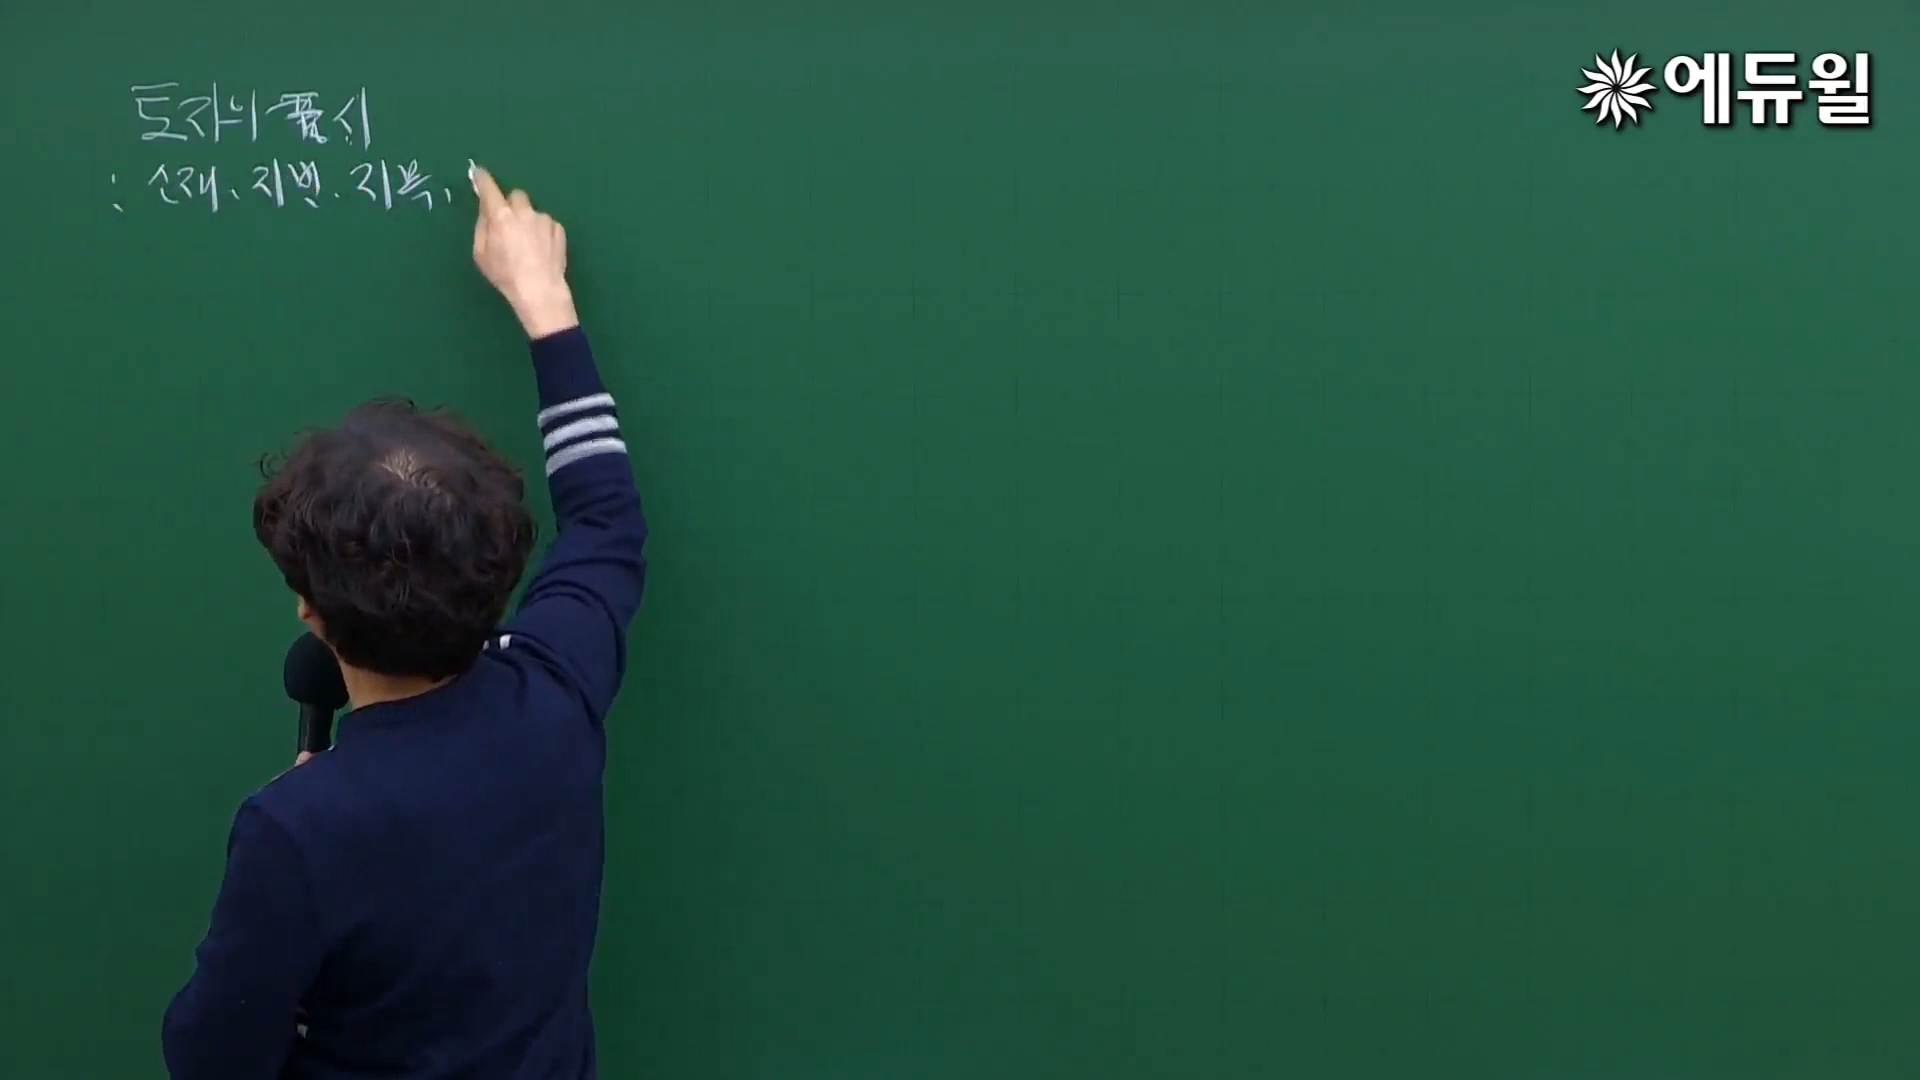 에듀윌
토지의 표시
: 소재、지번、지목、